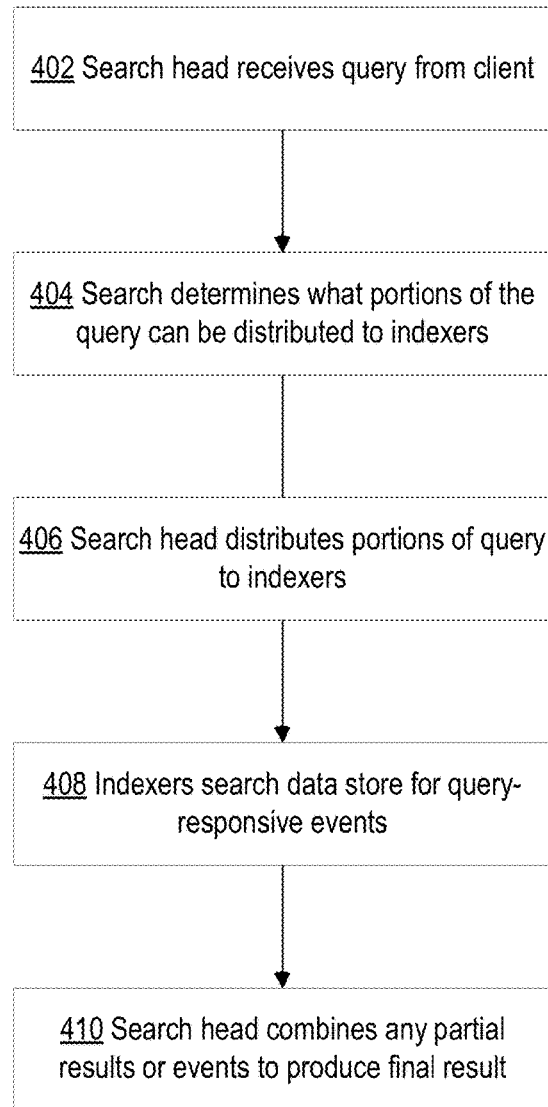 402 Search head receives query from client
404 Search determines what portions of the
query can be distributed to indexers
406 Search head distributes portions of query
to indexers
408 Indexers search data store for query-
responsive events
410 Search head combines any partial
results or events to produce final result